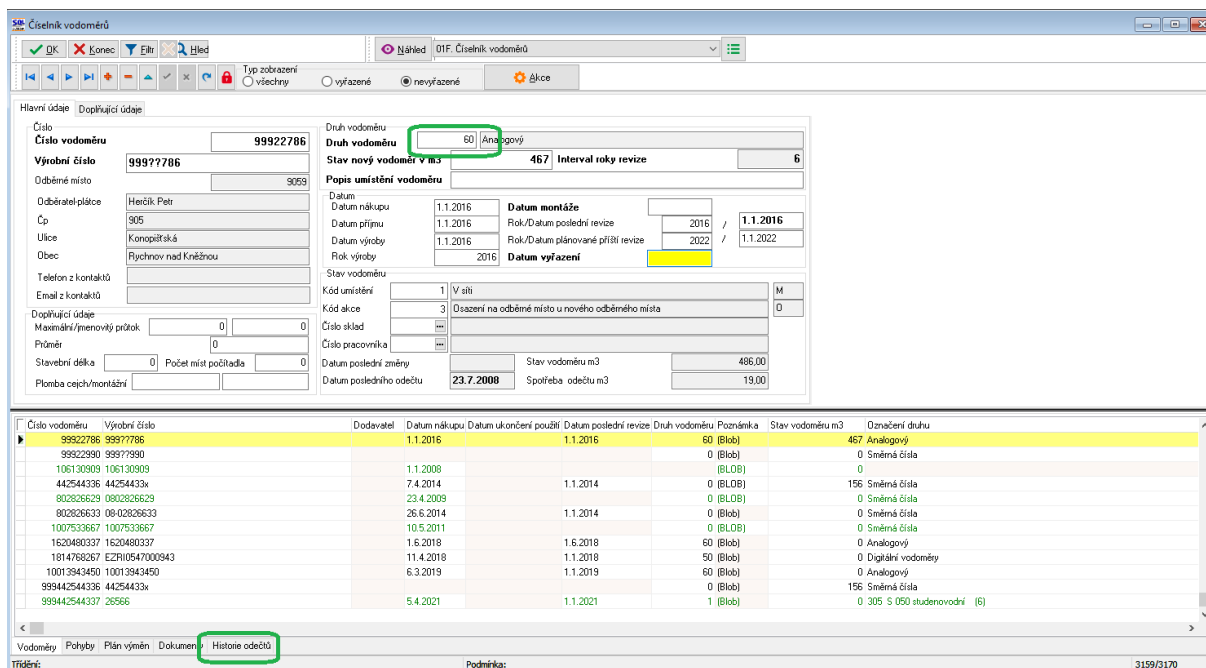 SQL Číselník vodoměrů
OK Konec Filtr Hled Náhled 01F. Číselník vodoměrů
Typ zobrazení
všechny vyřazené nevyřazené Akce
Hlavní údaje Doplňující údaje
Číslo
Číslo vodoměru 99922786
Výrobní číslo 999??786
Odběrné místo 9059
Odběratel-plátce Herčík Petr
Čp 905
Ulice Konopišťská
Obec Rychnov nad Kněžnou
Telefon z kontaktů
Email z kontaktů
Doplňující údaje
Maximální/jmenovitý průtok 0 0
Průměr 0
Stavební délka 0 Počet míst počítadla 0
Plomba cejch/montážní
Druh vodoměru
Druh vodoměru 60 Analogový
Stav nový vodoměr v m3 467 Interval roky revize 6
Popis umístění vodoměru
Datum
Datum nákupu 1.1.2016 Datum montáže
Datum příjmu 1.1.2016 Rok/Datum poslední revize 2016 / 1.1.2016
Datum výroby 1.1.2016 Rok/Datum plánované příští revize 2022 / 1.1.2022
Rok výroby 2016 Datum vyřazení
Stav vodoměru
Kód umístění 1 V síti M
Kód akce 3 Osazení na odběrné místo u nového odběrného místa O
Číslo sklad ...
Číslo pracovníka ...
Datum poslední změny Stav vodoměru m3 486,00
Datum posledního odečtu 23.7.2008 Spotřeba odečtu m3 19,00
Číslo vodoměru Výrobní číslo Dodavatel Datum nákupu Datum ukončení použití Datum poslední revize Druh vodoměru Poznámka Stav vodoměru m3 Označení druhu
99922786 999??786 1.1.2016 1.1.2016 60 (Blob) 467 Analogový
99922990 999??990 0 (Blob) 0 Směrná čísla
106130909 106130909 1.1.2008 (BLOB) 0
442544336 44254433x 7.4.2014 1.1.2014 0 (BLOB) 156 Směrná čísla
802826629 0802826629 23.4.2009 0 (BLOB) 0 Směrná čísla
802826633 08-02826633 26.6.2014 1.1.2014 0 (BLOB) 0 Směrná čísla
1007533667 1007533667 10.5.2011 0 (BLOB) 0 Směrná čísla
1620480337 1620480337 1.6.2018 1.6.2018 60 (Blob) 0 Analogový
1814768267 EZRI0547000943 11.4.2018 1.1.2018 50 (Blob) 0 Digitální vodoměry
10013943450 10013943450 6.3.2019 1.1.2019 60 (Blob) 0 Analogový
999442544336 44254433x 0 (Blob) 156 Směrná čísla
999442544337 26566 5.4.2021 1.1.2021 1 (Blob) 0 305 S 050 studenovodní (6)
Vodoměry Pohyby Plán výměn Dokumenty Historie odečtů
Třídění: Podmínka: 3159/3170